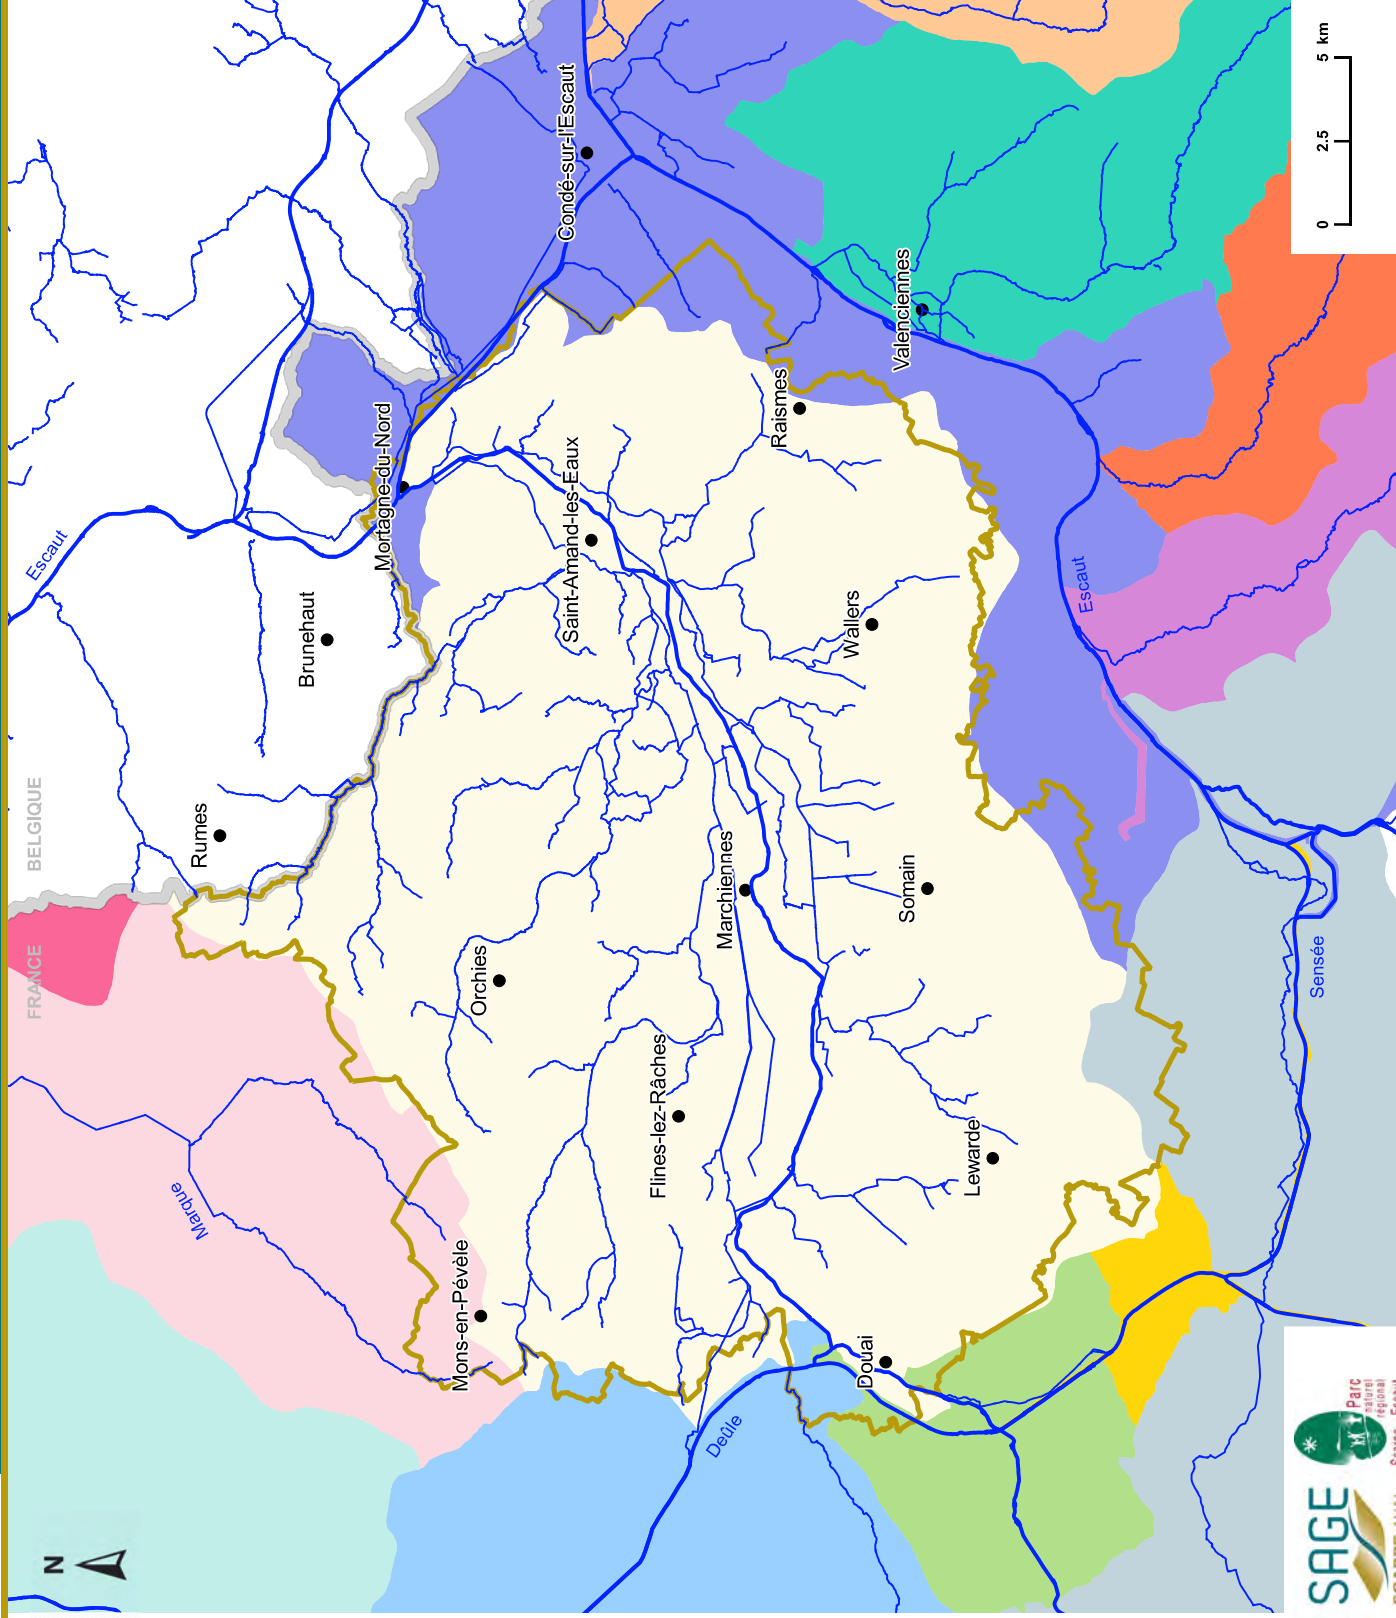 N
FRANCE
BELGIQUE
Escaut
Rumes
Brunehaut
Mortagne-du-Nord
Condé-sur-l'Escaut
Marque
Mons-en-Pévèle
Orchies
Saint-Amand-les-Eaux
Flines-lez-Râches
Marchiennes
Raismes
Wallers
Valenciennes
Deûle
Douai
Somain
Lewarde
Escaut
Sensée
0 2.5 5 km
SAGE
Parc
naturel
régional